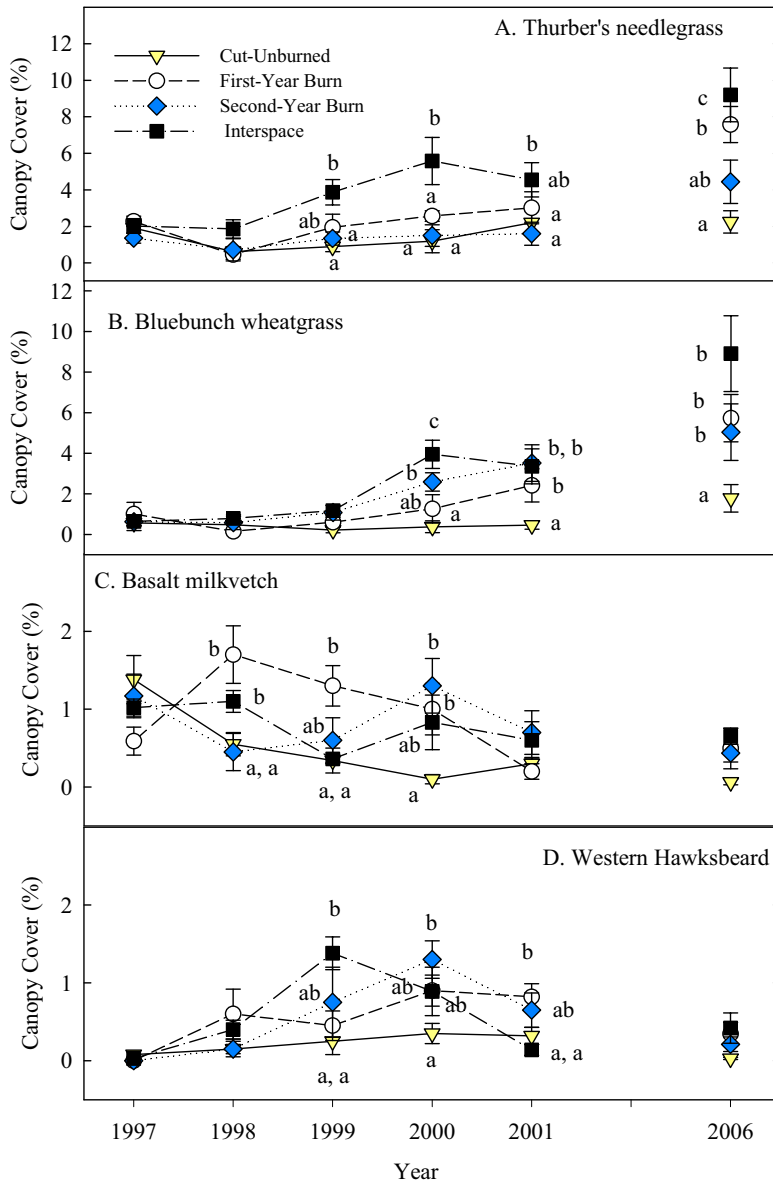 12
10
8
6
4
2
0
Canopy Cover (%)
A. Thurber's needlegrass
Cut-Unburned
First-Year Burn
Second-Year Burn
Interspace
b
b
b
ab
a
ab
a
a
a
a
a
a
a
c
b
ab
a
12
10
8
6
4
2
0
Canopy Cover (%)
B. Bluebunch wheatgrass
c
b
ab
a
b, b
b
a
b
b
b
a
2
1
0
Canopy Cover (%)
C. Basalt milkvetch
b
b
a, a
b
ab
a, a
b
b
ab
a
2
1
0
Canopy Cover (%)
D. Western Hawksbeard
b
ab
a, a
b
ab
ab
a
b
ab
a, a
1997 1998 1999 2000 2001 2006
Year